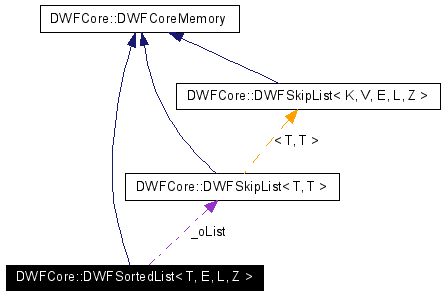 DWFCore::DWFCoreMemory
DWFCore::DWFSkipList< K, V, E, L, Z >
< T, T >
DWFCore::DWFSkipList< T, T >
_oList
DWFCore::DWFSortedList< T, E, L, Z >